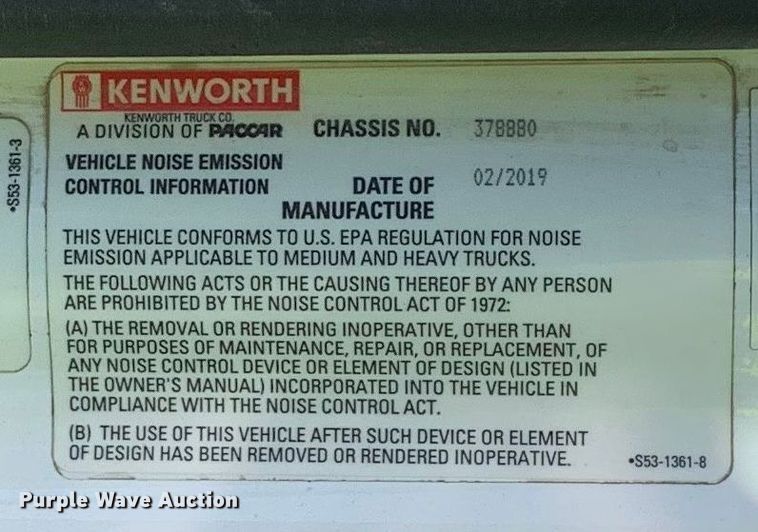 KENWORTH
KENWORTH TRUCK CO.
A DIVISION OF PACCAR
CHASSIS NO. 378880
VEHICLE NOISE EMISSION
CONTROL INFORMATION
DATE OF
MANUFACTURE
02/2019
THIS VEHICLE CONFORMS TO U.S. EPA REGULATION FOR NOISE
EMISSION APPLICABLE TO MEDIUM AND HEAVY TRUCKS.
THE FOLLOWING ACTS OR THE CAUSING THEREOF BY ANY PERSON
ARE PROHIBITED BY THE NOISE CONTROL ACT OF 1972:
(A) THE REMOVAL OR RENDERING INOPERATIVE, OTHER THAN
FOR PURPOSES OF MAINTENANCE, REPAIR, OR REPLACEMENT, OF
ANY NOISE CONTROL DEVICE OR ELEMENT OF DESIGN (LISTED IN
THE OWNER'S MANUAL) INCORPORATED INTO THE VEHICLE IN
COMPLIANCE WITH THE NOISE CONTROL ACT.
(B) THE USE OF THIS VEHICLE AFTER SUCH DEVICE OR ELEMENT
OF DESIGN HAS BEEN REMOVED OR RENDERED INOPERATIVE.
•S53-1361-8
•S53-1361-3
Purple Wave Auction